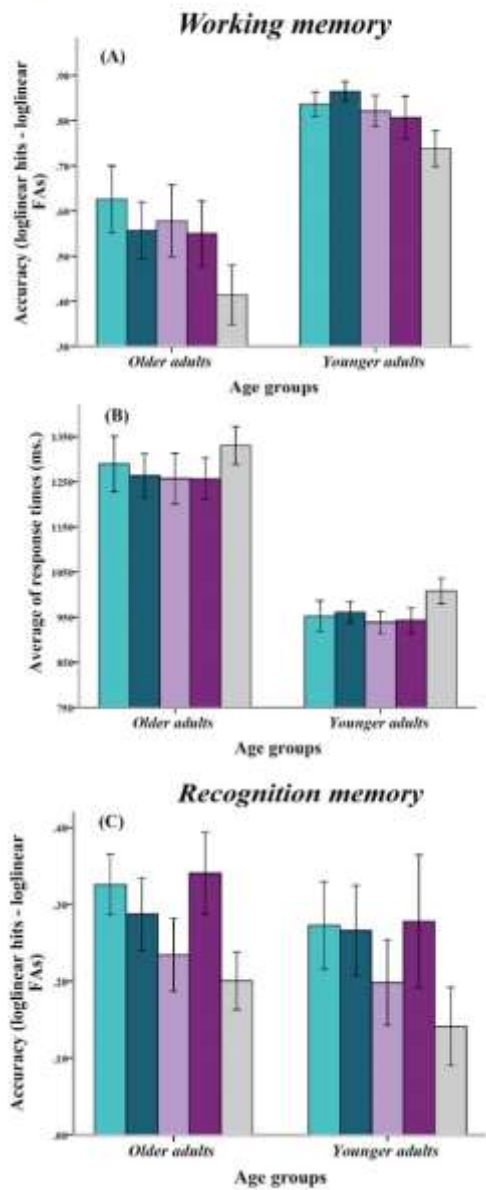 Working memory
(A)
Accuracy (loglinear hits - loglinear
FAs)
.90
.80
.70
.60
.50
.40
.30
Older adults
Younger adults
Age groups
(B)
Average of response times (ms.)
1350
1250
1150
1050
950
850
750
Older adults
Younger adults
Age groups
Recognition memory
(C)
Accuracy (loglinear hits - loglinear
FAs)
.40
.30
.20
.10
.00
Older adults
Younger adults
Age groups